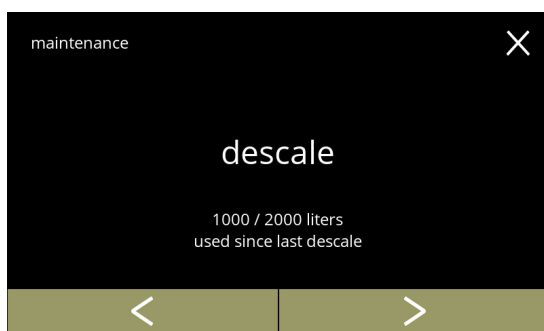 maintenance
descale
1000 / 2000 liters
used since last descale